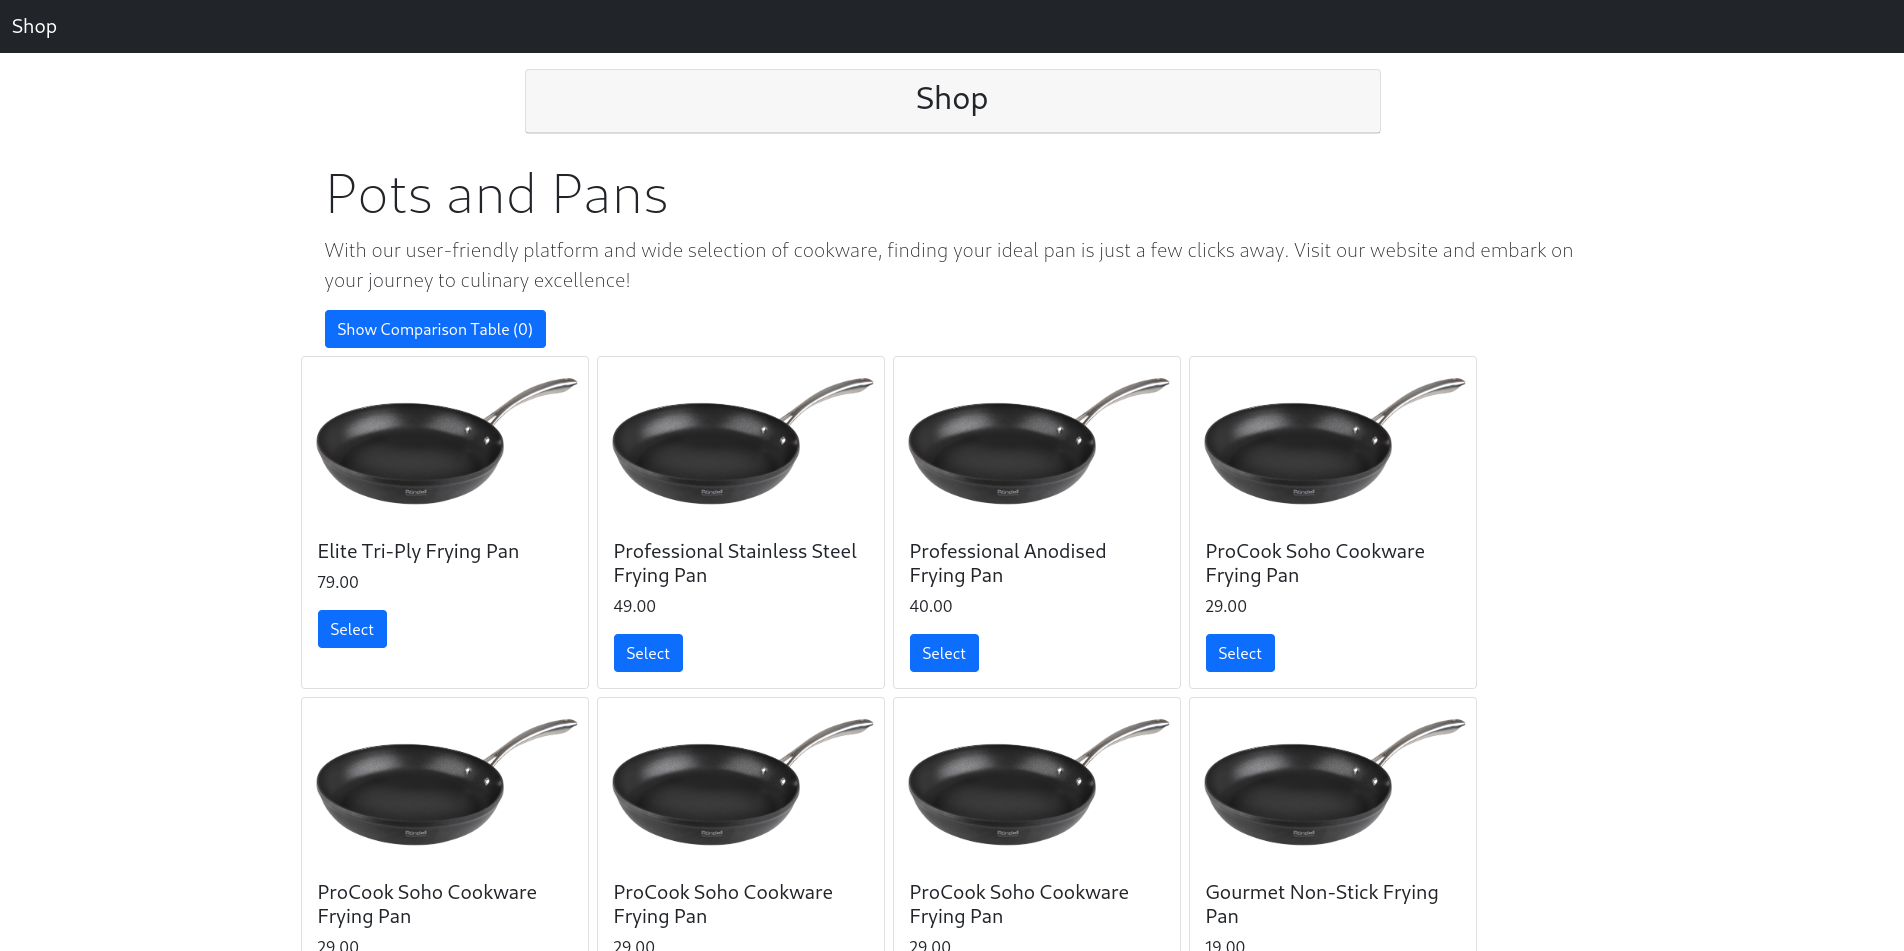 Shop
Shop
Pots and Pans
With our user-friendly platform and wide selection of cookware, finding your ideal pan is just a few clicks away. Visit our website and embark on
your journey to culinary excellence!
Show Comparison Table (0)
Elite Tri-Ply Frying Pan
79.00
Select
Professional Stainless Steel
Frying Pan
49.00
Select
Professional Anodised
Frying Pan
40.00
Select
ProCook Soho Cookware
Frying Pan
29.00
Select
ProCook Soho Cookware
Frying Pan
29.00
ProCook Soho Cookware
Frying Pan
29.00
ProCook Soho Cookware
Frying Pan
29.00
Gourmet Non-Stick Frying
Pan
19.00